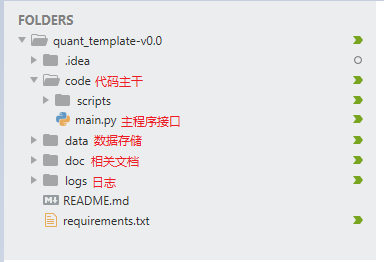 FOLDERS
quant_template-v0.0
.idea
code 代码主干
scripts
main.py 主程序接口
data 数据存储
doc 相关文档
logs 日志
README.md
requirements.txt